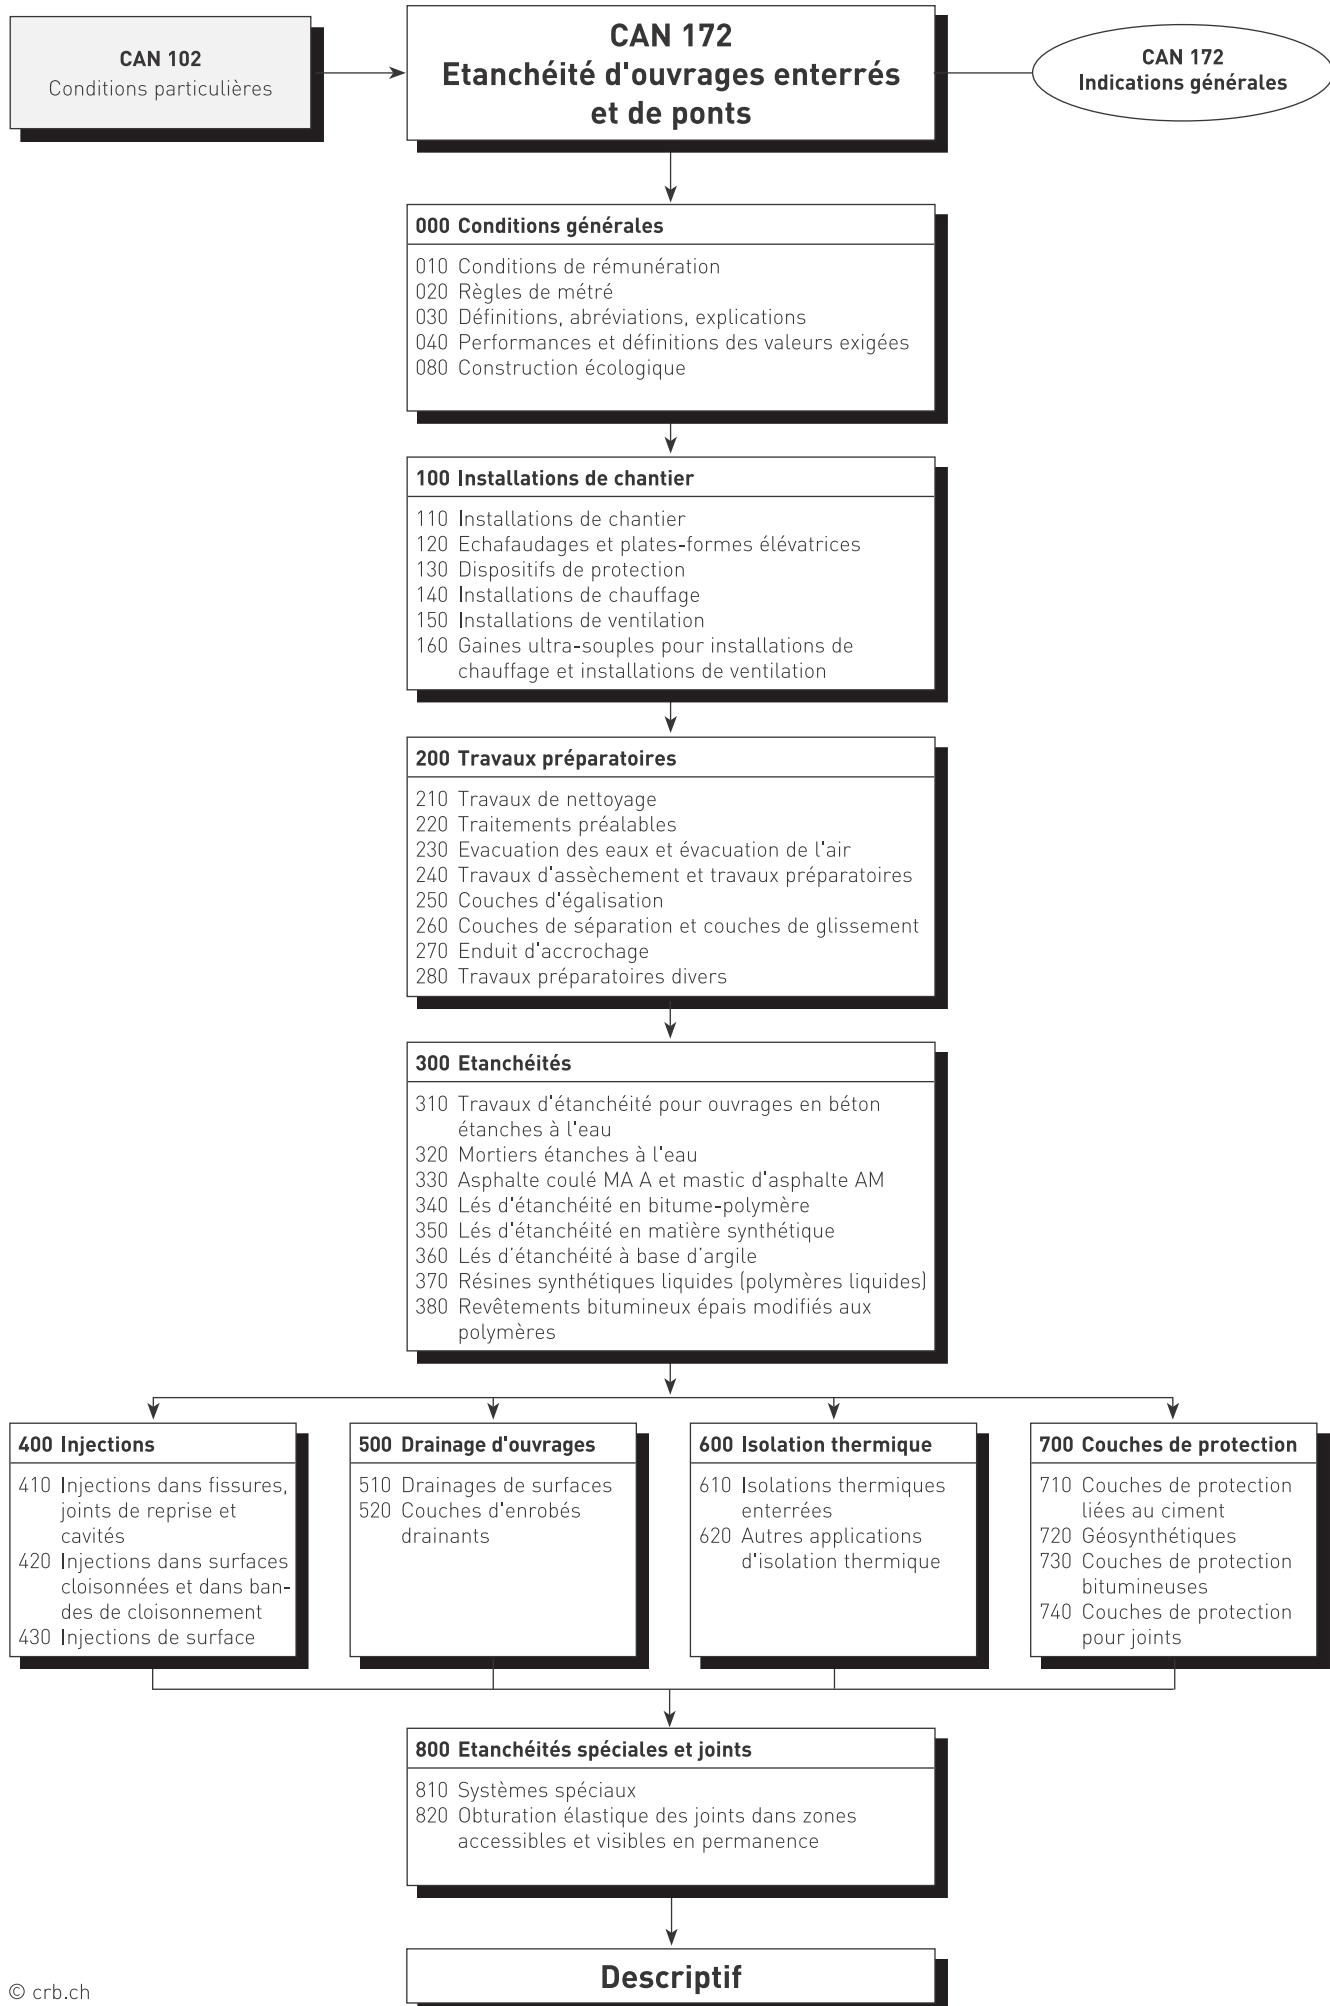 CAN 102
Conditions particulières
CAN 172
Etanchéité d'ouvrages enterrés
et de ponts
CAN 172
Indications générales
000 Conditions générales
010 Conditions de rémunération
020 Règles de métré
030 Définitions, abréviations, explications
040 Performances et définitions des valeurs exigées
080 Construction écologique
100 Installations de chantier
110 Installations de chantier
120 Echafaudages et plates-formes élévatrices
130 Dispositifs de protection
140 Installations de chauffage
150 Installations de ventilation
160 Gaines ultra-souples pour installations de
chauffage et installations de ventilation
200 Travaux préparatoires
210 Travaux de nettoyage
220 Traitements préalables
230 Evacuation des eaux et évacuation de l'air
240 Travaux d'assèchement et travaux préparatoires
250 Couches d'égalisation
260 Couches de séparation et couches de glissement
270 Enduit d'accrochage
280 Travaux préparatoires divers
300 Etanchéités
310 Travaux d'étanchéité pour ouvrages en béton
étanches à l'eau
320 Mortiers étanches à l'eau
330 Asphalte coulé MA A et mastic d'asphalte AM
340 Lés d'étanchéité en bitume-polymère
350 Lés d'étanchéité en matière synthétique
360 Lés d’étanchéité à base d’argile
370 Résines synthétiques liquides (polymères liquides)
380 Revêtements bitumineux épais modifiés aux
polymères
400 Injections
410 Injections dans fissures,
joints de reprise et
cavités
420 Injections dans surfaces
cloisonnées et dans ban-
des de cloisonnement
430 Injections de surface
500 Drainage d'ouvrages
510 Drainages de surfaces
520 Couches d'enrobés
drainants
600 Isolation thermique
610 Isolations thermiques
enterrées
620 Autres applications
d'isolation thermique
700 Couches de protection
710 Couches de protection
liées au ciment
720 Géosynthétiques
730 Couches de protection
bitumineuses
740 Couches de protection
pour joints
800 Etanchéités spéciales et joints
810 Systèmes spéciaux
820 Obturation élastique des joints dans zones
accessibles et visibles en permanence
Descriptif
© crb.ch